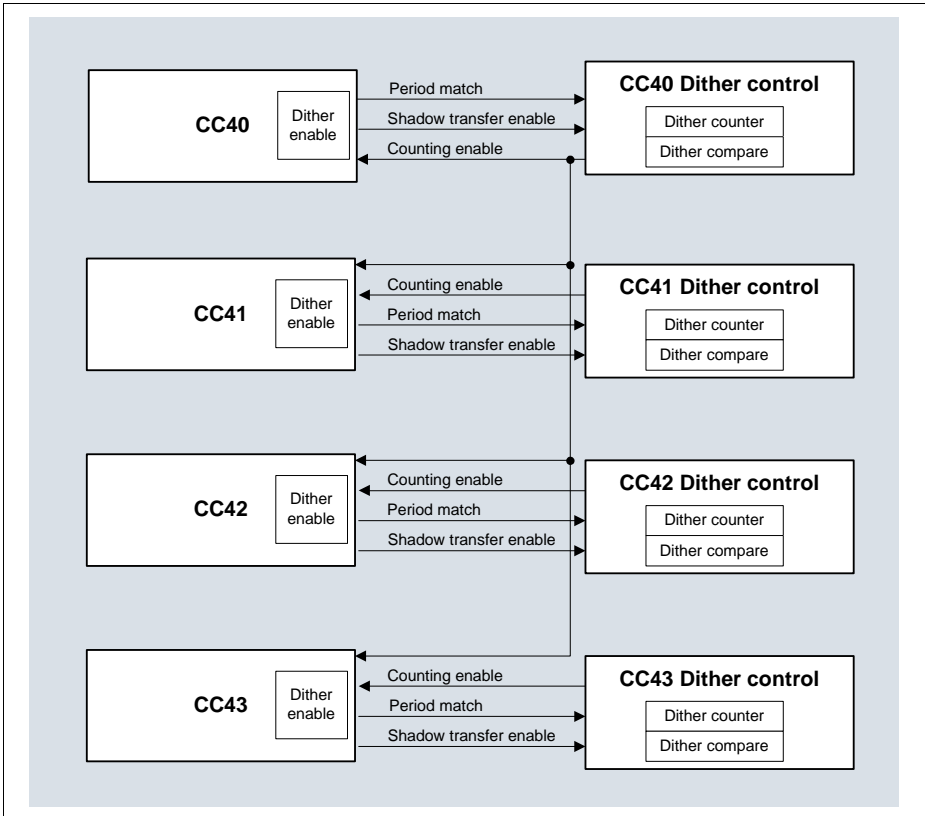 CC40
Dither
enable
Period match
Shadow transfer enable
Counting enable
CC40 Dither control
Dither counter
Dither compare
CC41
Dither
enable
Counting enable
Period match
Shadow transfer enable
CC41 Dither control
Dither counter
Dither compare
CC42
Dither
enable
Counting enable
Period match
Shadow transfer enable
CC42 Dither control
Dither counter
Dither compare
CC43
Dither
enable
Counting enable
Period match
Shadow transfer enable
CC43 Dither control
Dither counter
Dither compare